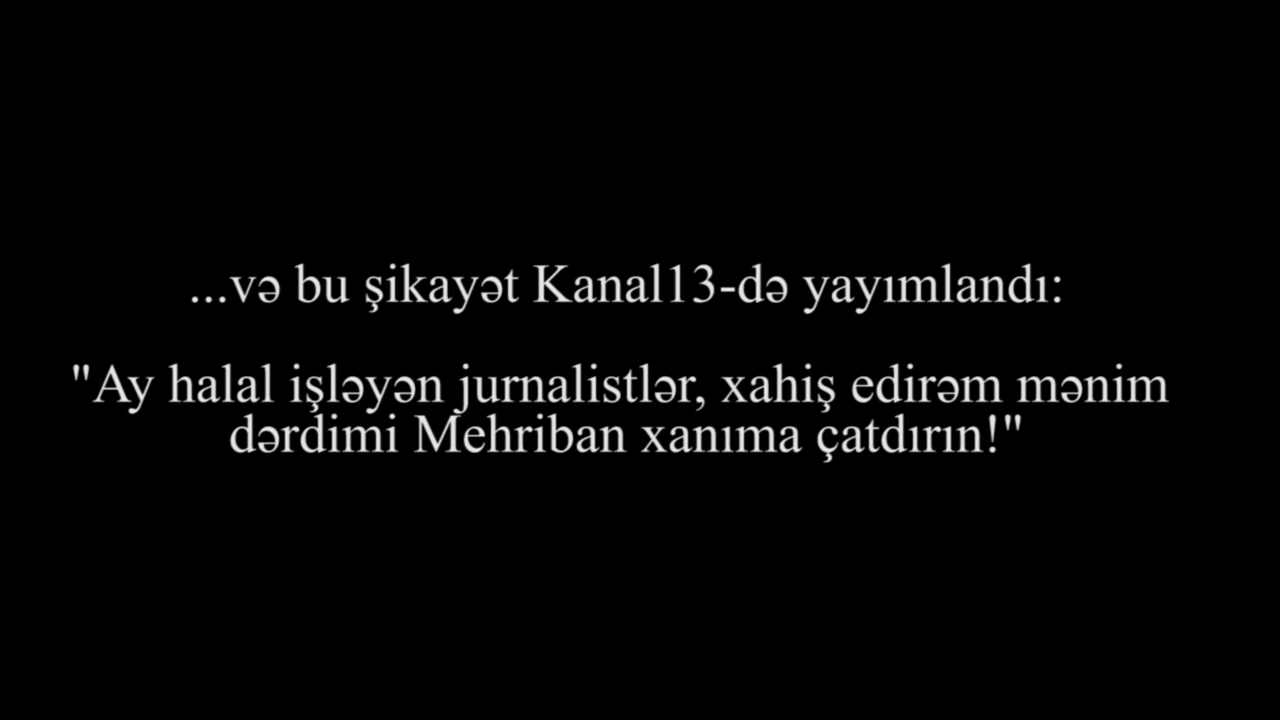 ...və bu şikayət Kanal13-də yayımlandı:
"Ay halal işləyən jurnalistlər, xahiş edirəm mənim
dərdimi Mehriban xanıma çatdırın!"